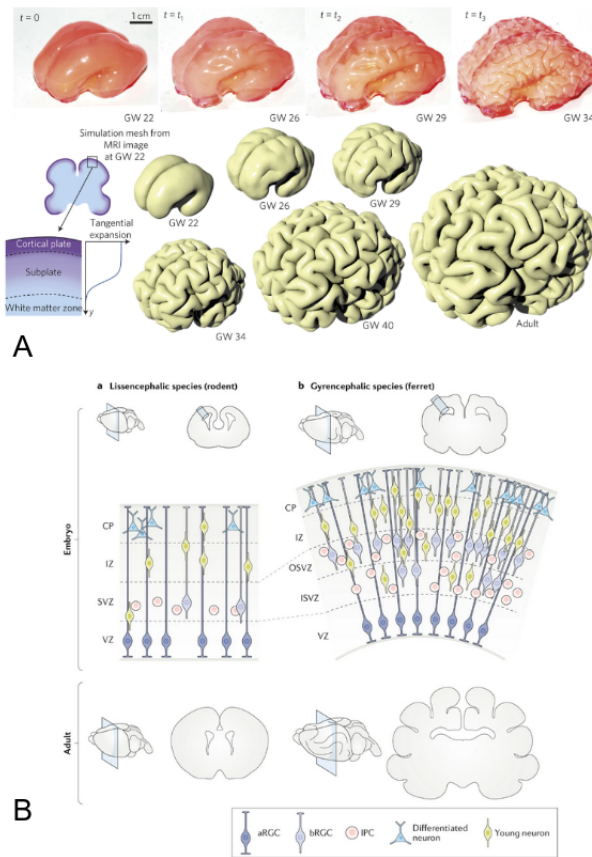 t = 0
1 cm
t = t₁
t = t₂
t = t₃
GW 22
GW 26
GW 29
GW 34
Simulation mesh from
MRI image
at GW 22
GW 22
GW 26
GW 29
Tangential
expansion
Cortical plate
Subplate
White matter zone
y
GW 34
GW 40
Adult
A
a Lissencephalic species (rodent)
b Gyrencephalic species (ferret)
Embryo
CP
IZ
SVZ
VZ
CP
IZ
OSVZ
ISVZ
VZ
Adult
B
aRGC
bRGC
IPC
Differentiated
neuron
Young neuron